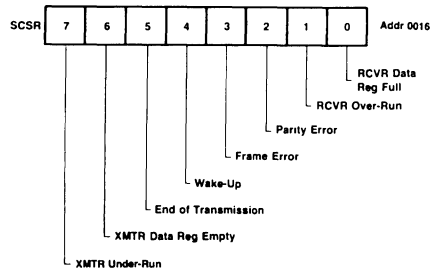 SCSR 7 6 5 4 3 2 1 0 Addr 0016
RCVR Data
Reg Full
RCVR Over-Run
Parity Error
Frame Error
Wake-Up
End of Transmission
XMTR Data Reg Empty
XMTR Under-Run